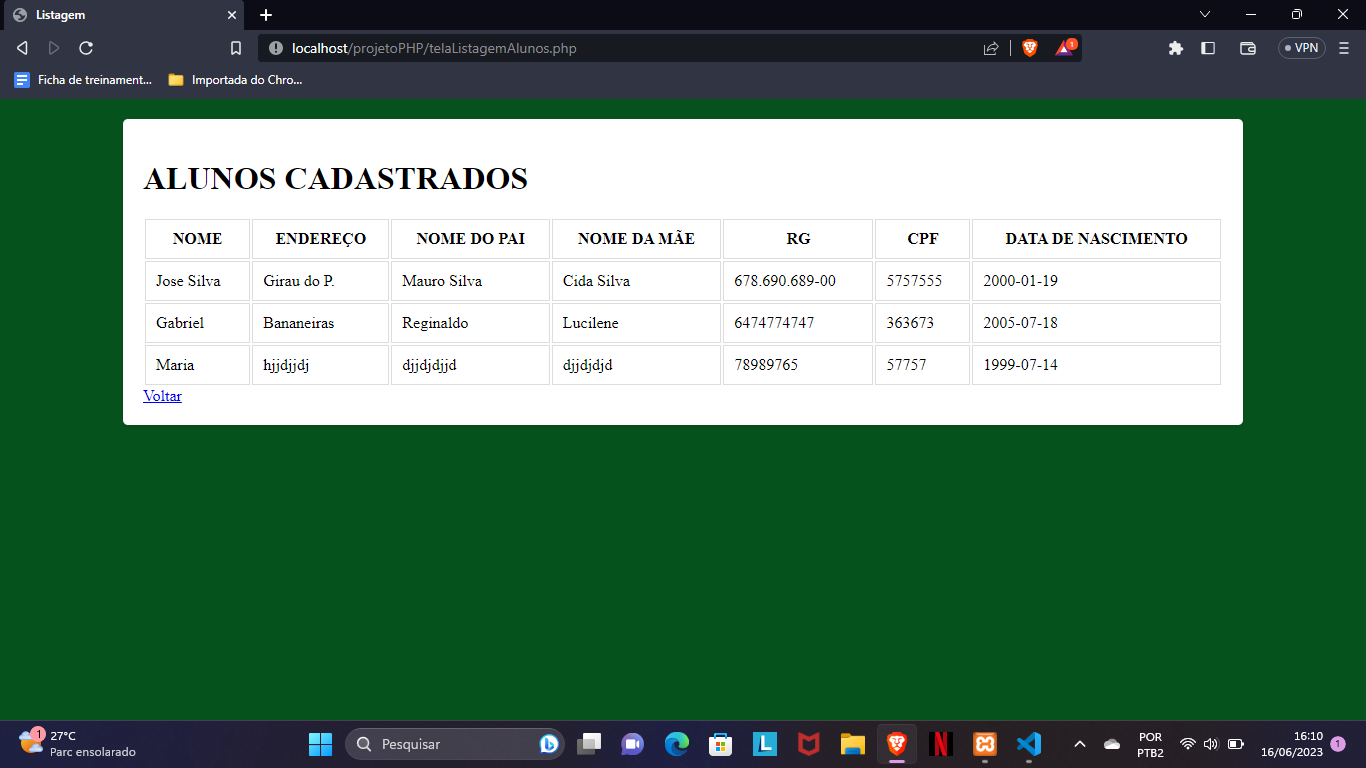 Listagem
localhost/projetoPHP/telaListagemAlunos.php
1
VPN
Ficha de treinament...
Importada do Chro...
ALUNOS CADASTRADOS
NOME ENDEREÇO NOME DO PAI NOME DA MÃE RG CPF DATA DE NASCIMENTO
Jose Silva Girau do P. Mauro Silva Cida Silva 678.690.689-00 5757555 2000-01-19
Gabriel Bananeiras Reginaldo Lucilene 6474774747 363673 2005-07-18
Maria hjjdjjdj djjdjdjjd djjdjdjd 78989765 57757 1999-07-14
Voltar
1
27°C
Parc ensolarado
Pesquisar
L
N
POR
PTB2
16:10
16/06/2023
1